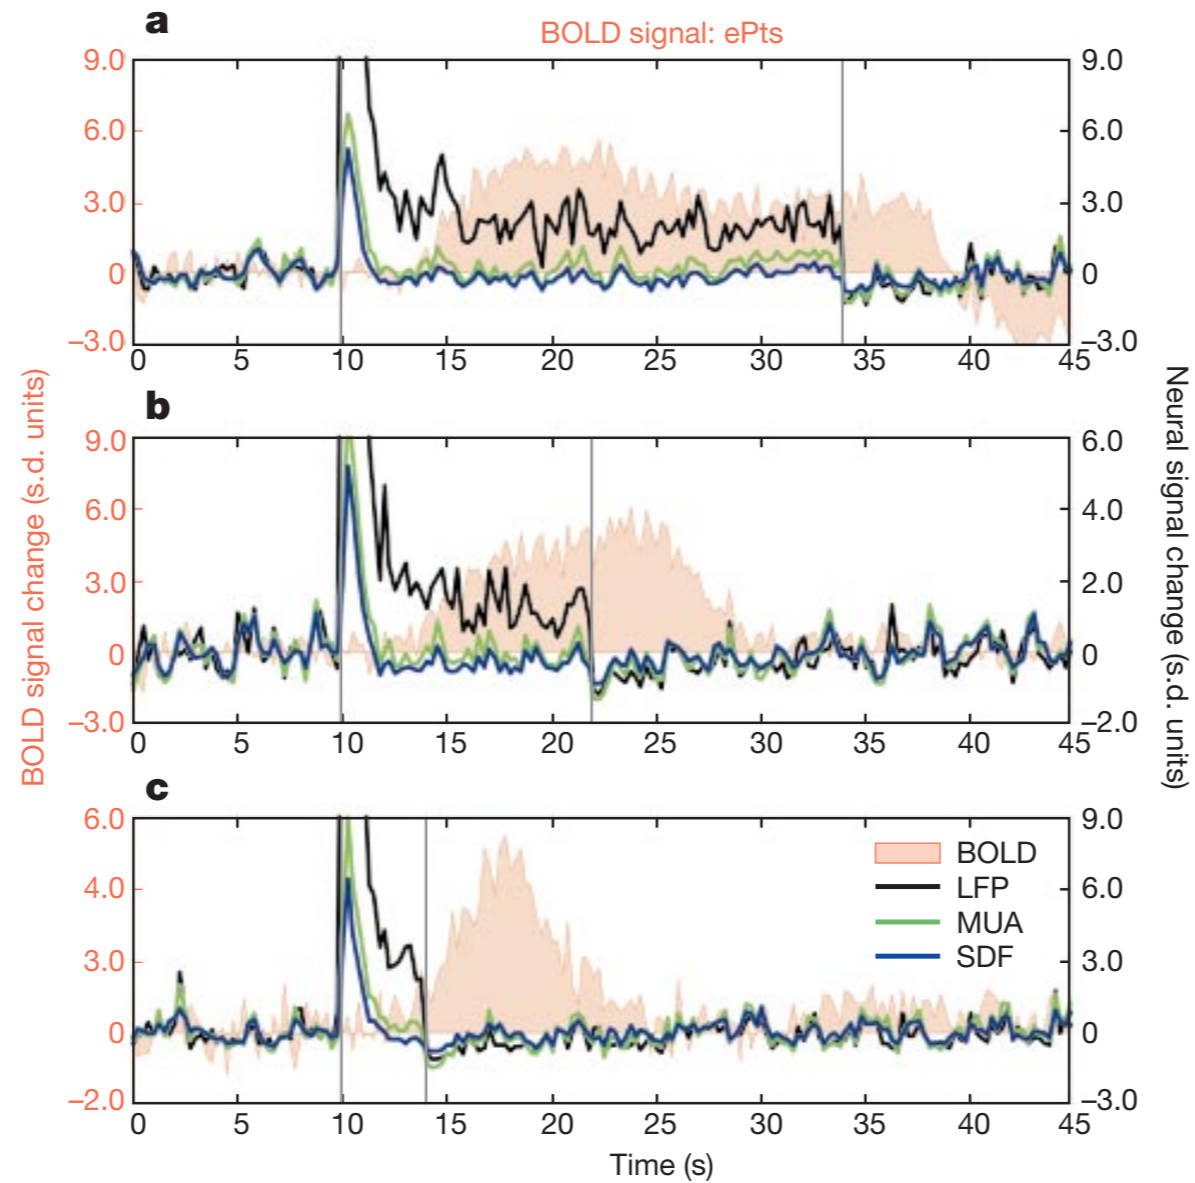 a
BOLD signal: ePts
9.0 9.0
6.0 6.0
3.0 3.0
0 0
−3.0 −3.0
0 5 10 15 20 25 30 35 40 45
b
9.0 6.0
6.0 4.0
3.0 2.0
0 0
−3.0 −2.0
0 5 10 15 20 25 30 35 40 45
BOLD signal change (s.d. units)
Neural signal change (s.d. units)
c
6.0 9.0
4.0 6.0
3.0 3.0
0 0
−2.0 −3.0
BOLD
LFP
MUA
SDF
0 5 10 15 20 25 30 35 40 45
Time (s)